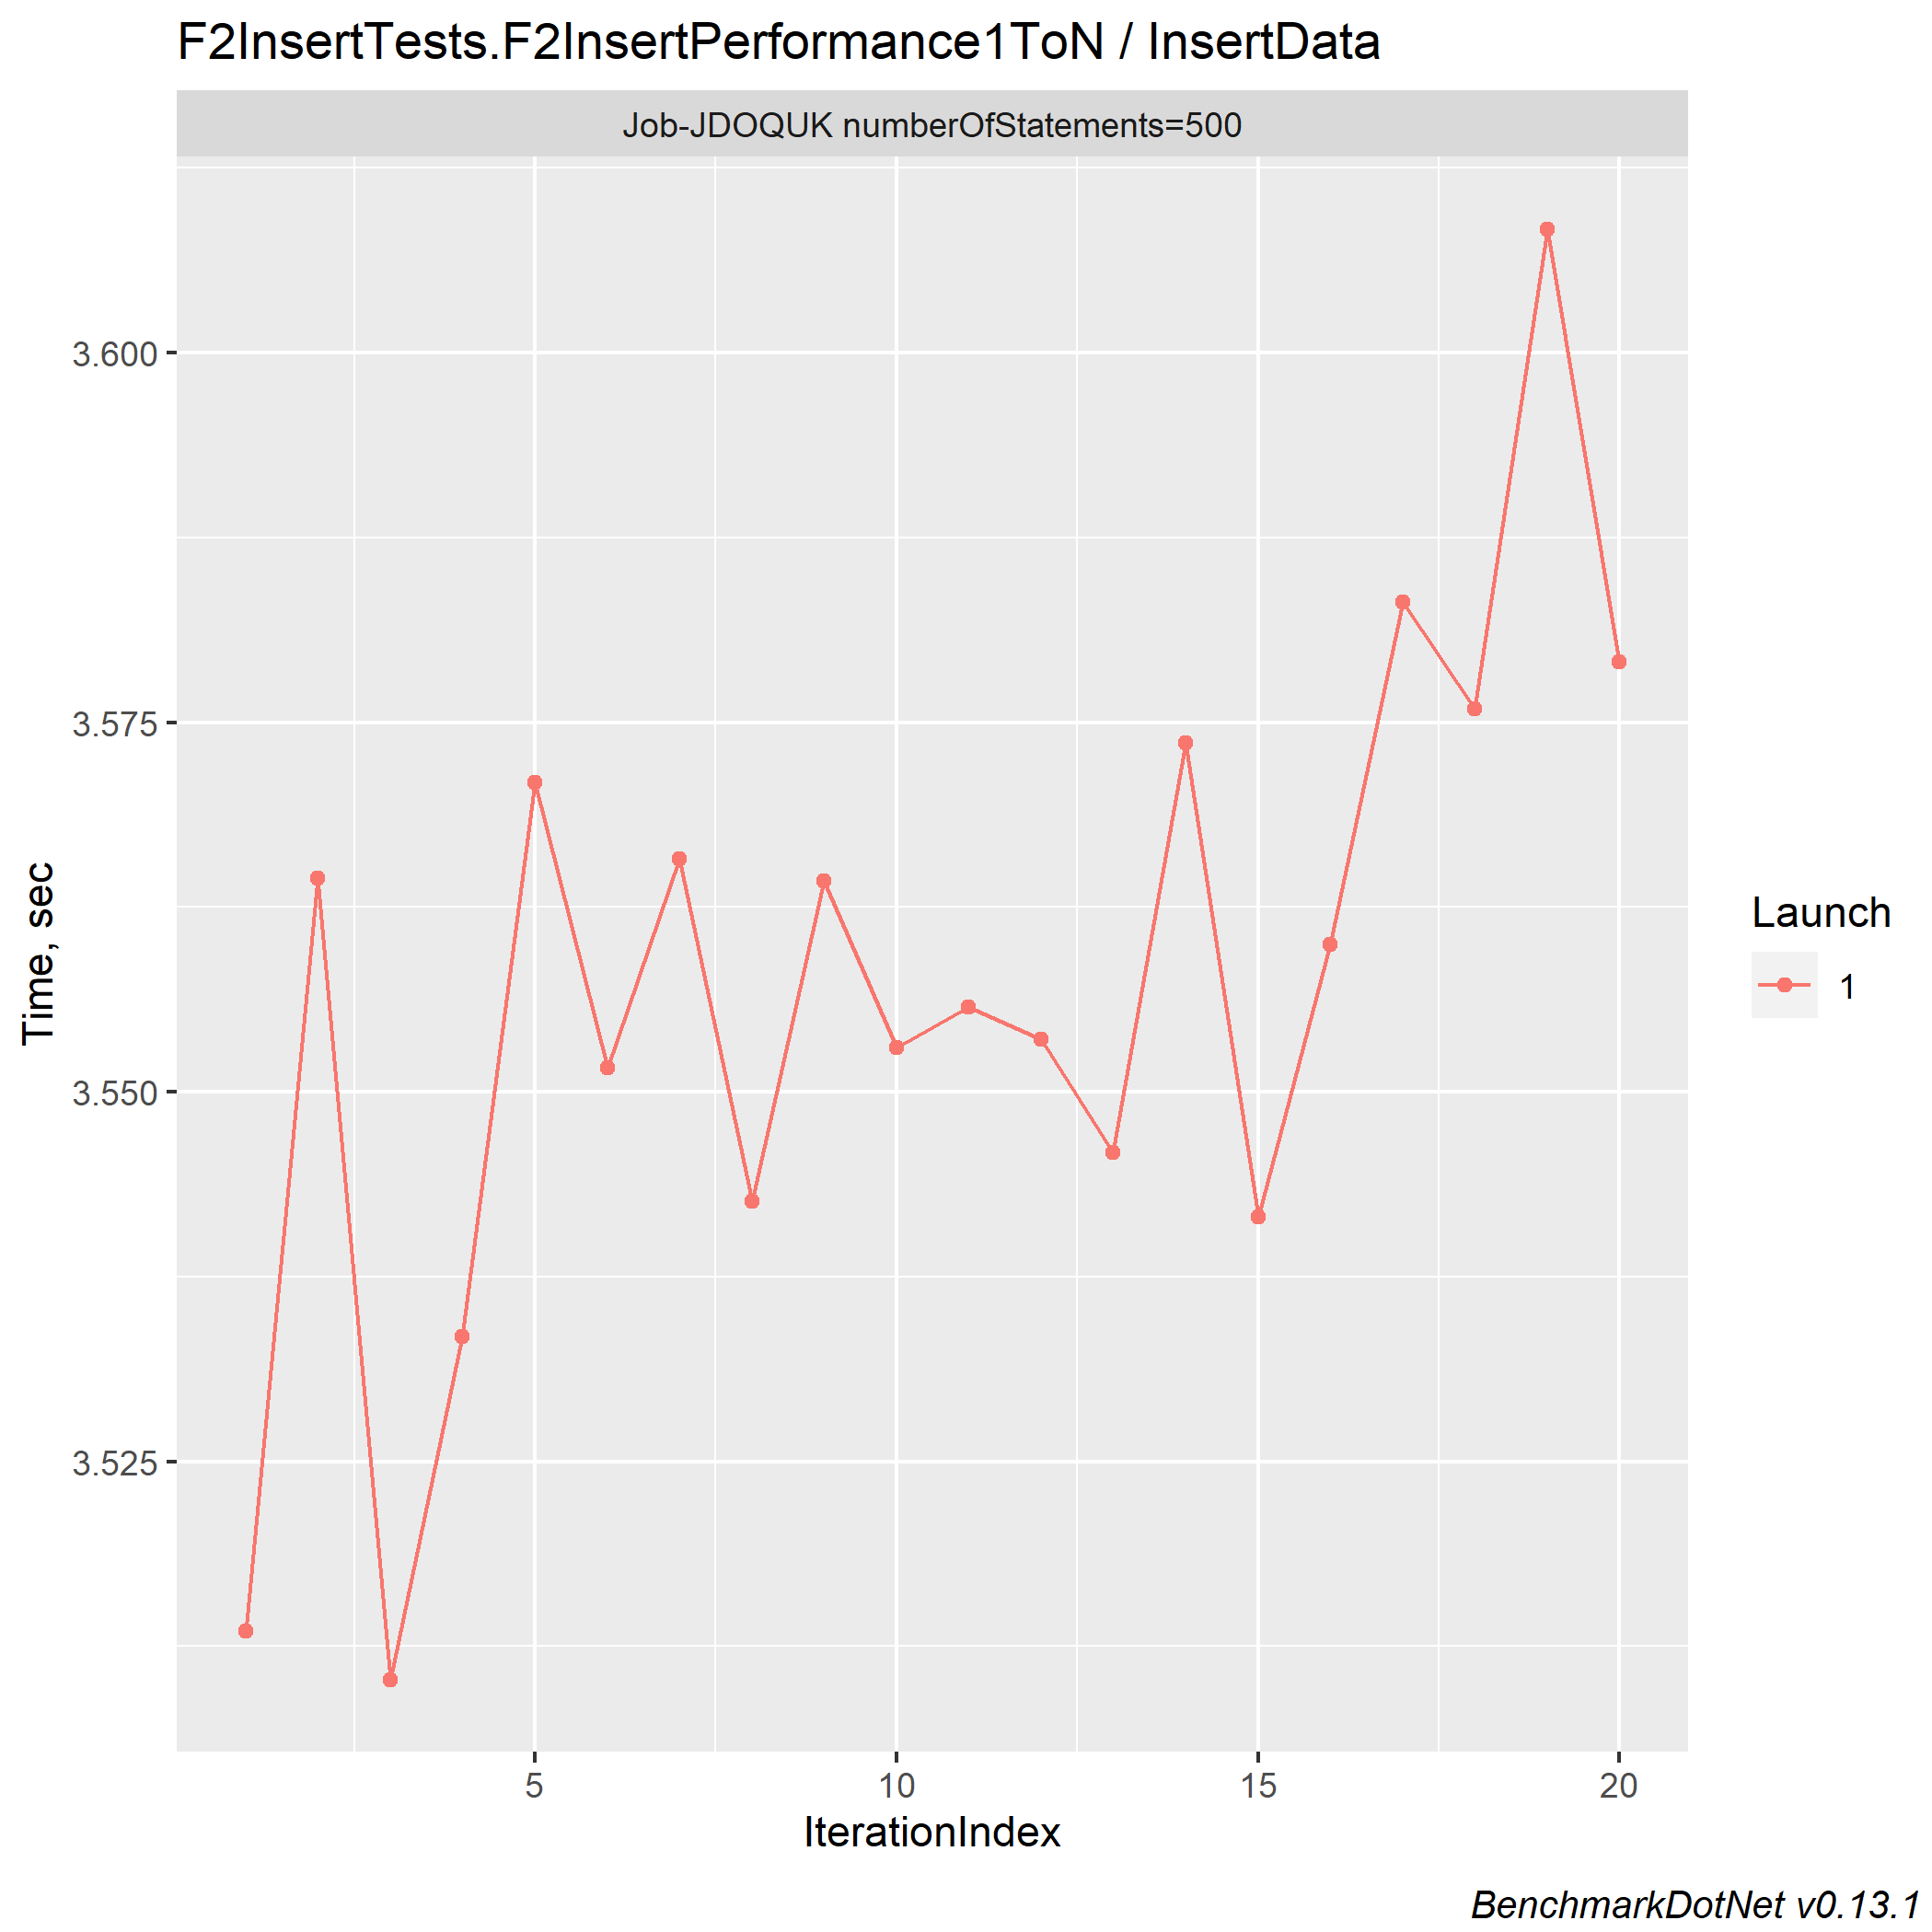 F2InsertTests.F2InsertPerformance1ToN / InsertData
Job-JDOQUK numberOfStatements=500
3.600
3.575
3.550
3.525
Time, sec
5 10 15 20
IterationIndex
Launch
1
BenchmarkDotNet v0.13.1